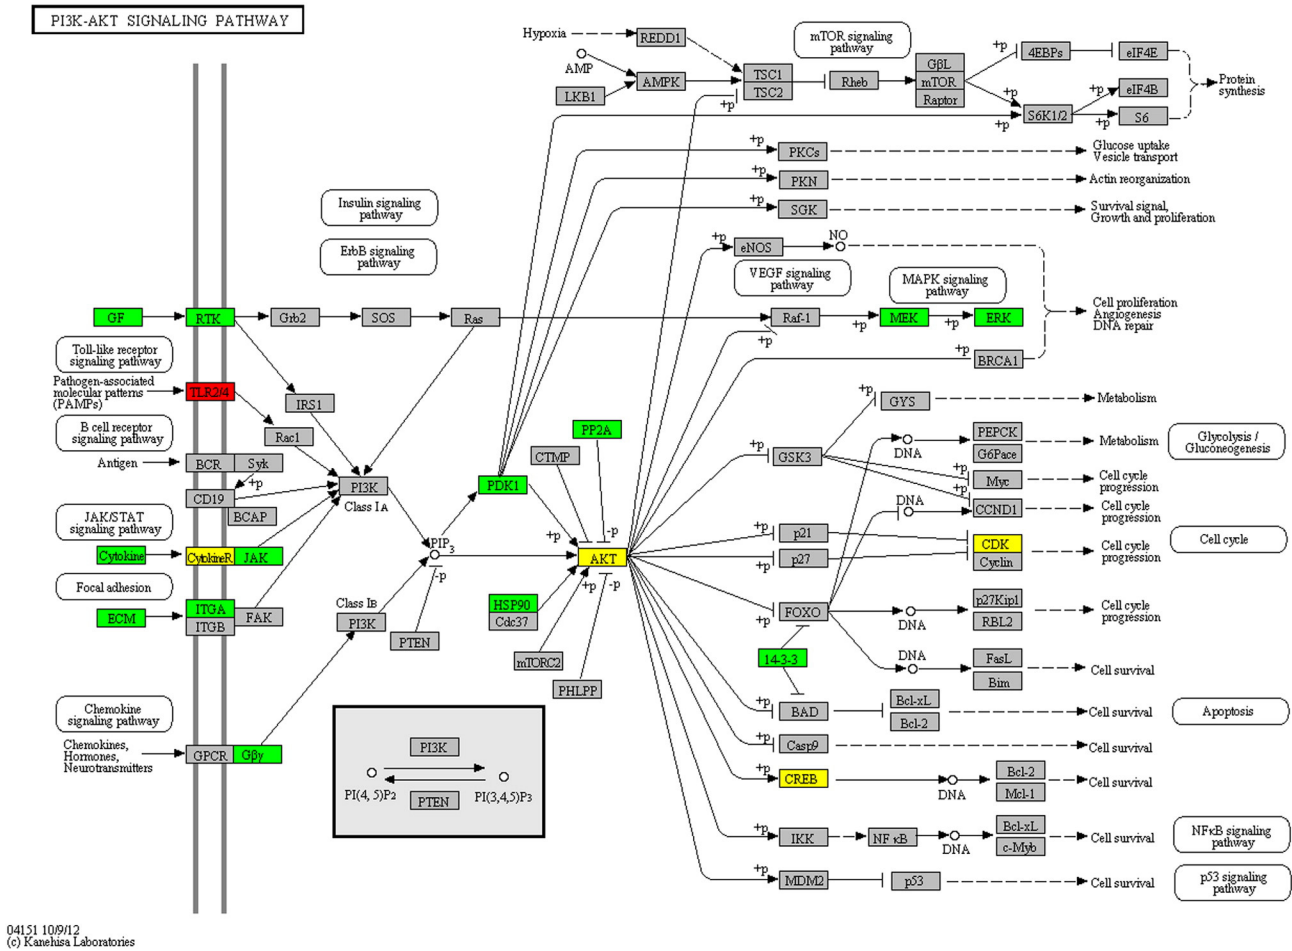 PI3K-AKT SIGNALING PATHWAY
Hypoxia
REDD1
mTOR signaling
pathway
AMP
LKB1
AMPK
TSC1
TSC2
Rheb
GβL
mTOR
Raptor
+p
4EBPs
eIF4E
+p
S6K1/2
+p
+p
eIF4B
+p
S6
Protein
synthesis
+p
+p
PKCs
Glucose uptake
Vesicle transport
+p
PKN
Actin reorganization
+p
SGK
Survival signal,
Growth and proliferation
Insulin signaling
pathway
ErbB signaling
pathway
+p
eNOS
NO
VEGF signaling
pathway
MAPK signaling
pathway
GF
RTK
Grb2
SOS
Ras
Raf-1
+p
+p
MEK
+p
ERK
Cell proliferation
Angiogenesis
DNA repair
+p
BRCA1
Toll-like receptor
signaling pathway
Pathogen-associated
molecular patterns
(PAMPs)
TLR2/4
IRS1
Rac1
B cell receptor
signaling pathway
Antigen
BCR
Syk
+p
CD19
BCAP
PI3K
Class IA
PDK1
+p
CTMP
PP2A
-p
+p
GYS
Metabolism
+p
GSK3
DNA
PEPCK
G6Pace
Metabolism
Glycolysis /
Gluconeogenesis
+p
Myc
Cell cycle
progression
+p
DNA
CCND1
Cell cycle
progression
JAK/STAT
signaling pathway
Cytokine
CytokineR
JAK
PIP3
-p
AKT
+p
-p
+p
p21
+p
p27
CDK
Cyclin
Cell cycle
progression
Cell cycle
Focal adhesion
ECM
ITGA
ITGB
FAK
Class IB
PI3K
PTEN
HSP90
Cdc37
mTORC2
PHLPP
+p
FOXO
DNA
p27Kip1
RBL2
Cell cycle
progression
14-3-3
DNA
FasL
Bim
Cell survival
+p
BAD
Bcl-xL
Bcl-2
Cell survival
Apoptosis
Chemokine
signaling pathway
Chemokines,
Hormones,
Neurotransmitters
GPCR
Gβγ
+p
Casp9
Cell survival
+p
CREB
DNA
Bcl-2
Mcl-1
Cell survival
PI3K
PI(4, 5)P2
PI(3,4,5)P3
PTEN
+p
IKK
NFκB
DNA
Bcl-xL
c-Myb
Cell survival
NFκB signaling
pathway
+p
MDM2
p53
Cell survival
p53 signaling
pathway
04151 10/9/12
(c) Kanehisa Laboratories